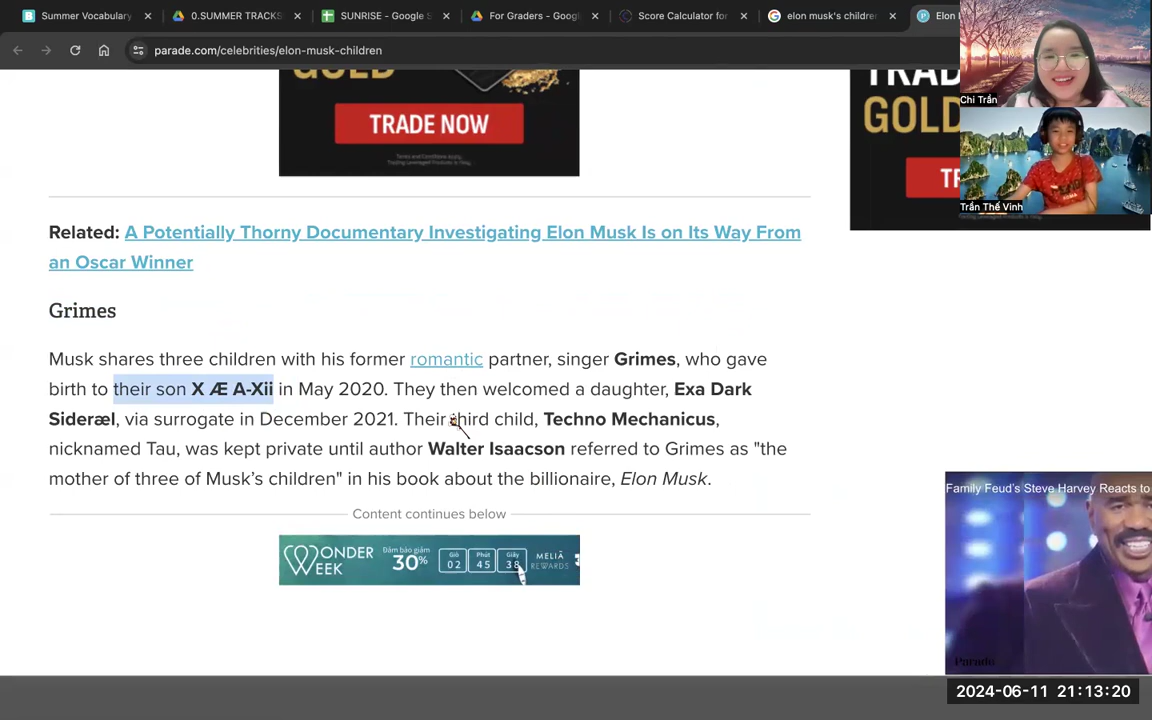 Summer Vocabulary
0.SUMMER TRACKS
SUNRISE - Google S
For Graders - Goog
Score Calculator for
elon musk's childre
Elon
parade.com/celebrities/elon-musk-children
GOLD
TRADE NOW
TRAD
GOLD
Chi Trần
Trần Thế Vinh
Related: A Potentially Thorny Documentary Investigating Elon Musk Is on Its Way From
an Oscar Winner
Grimes
Musk shares three children with his former romantic partner, singer Grimes, who gave
birth to their son X Æ A-Xii in May 2020. They then welcomed a daughter, Exa Dark
Sideræl, via surrogate in December 2021. Their third child, Techno Mechanicus,
nicknamed Tau, was kept private until author Walter Isaacson referred to Grimes as "the
mother of three of Musk's children" in his book about the billionaire, Elon Musk.
Content continues below
WONDER
WEEK
Đảm bảo giảm
30%
Giờ Phút Giây
02 45 38
MELIÃ
REWARDS
Family Feud's Steve Harvey Reacts to
Parade
2024-06-11 21:13:20